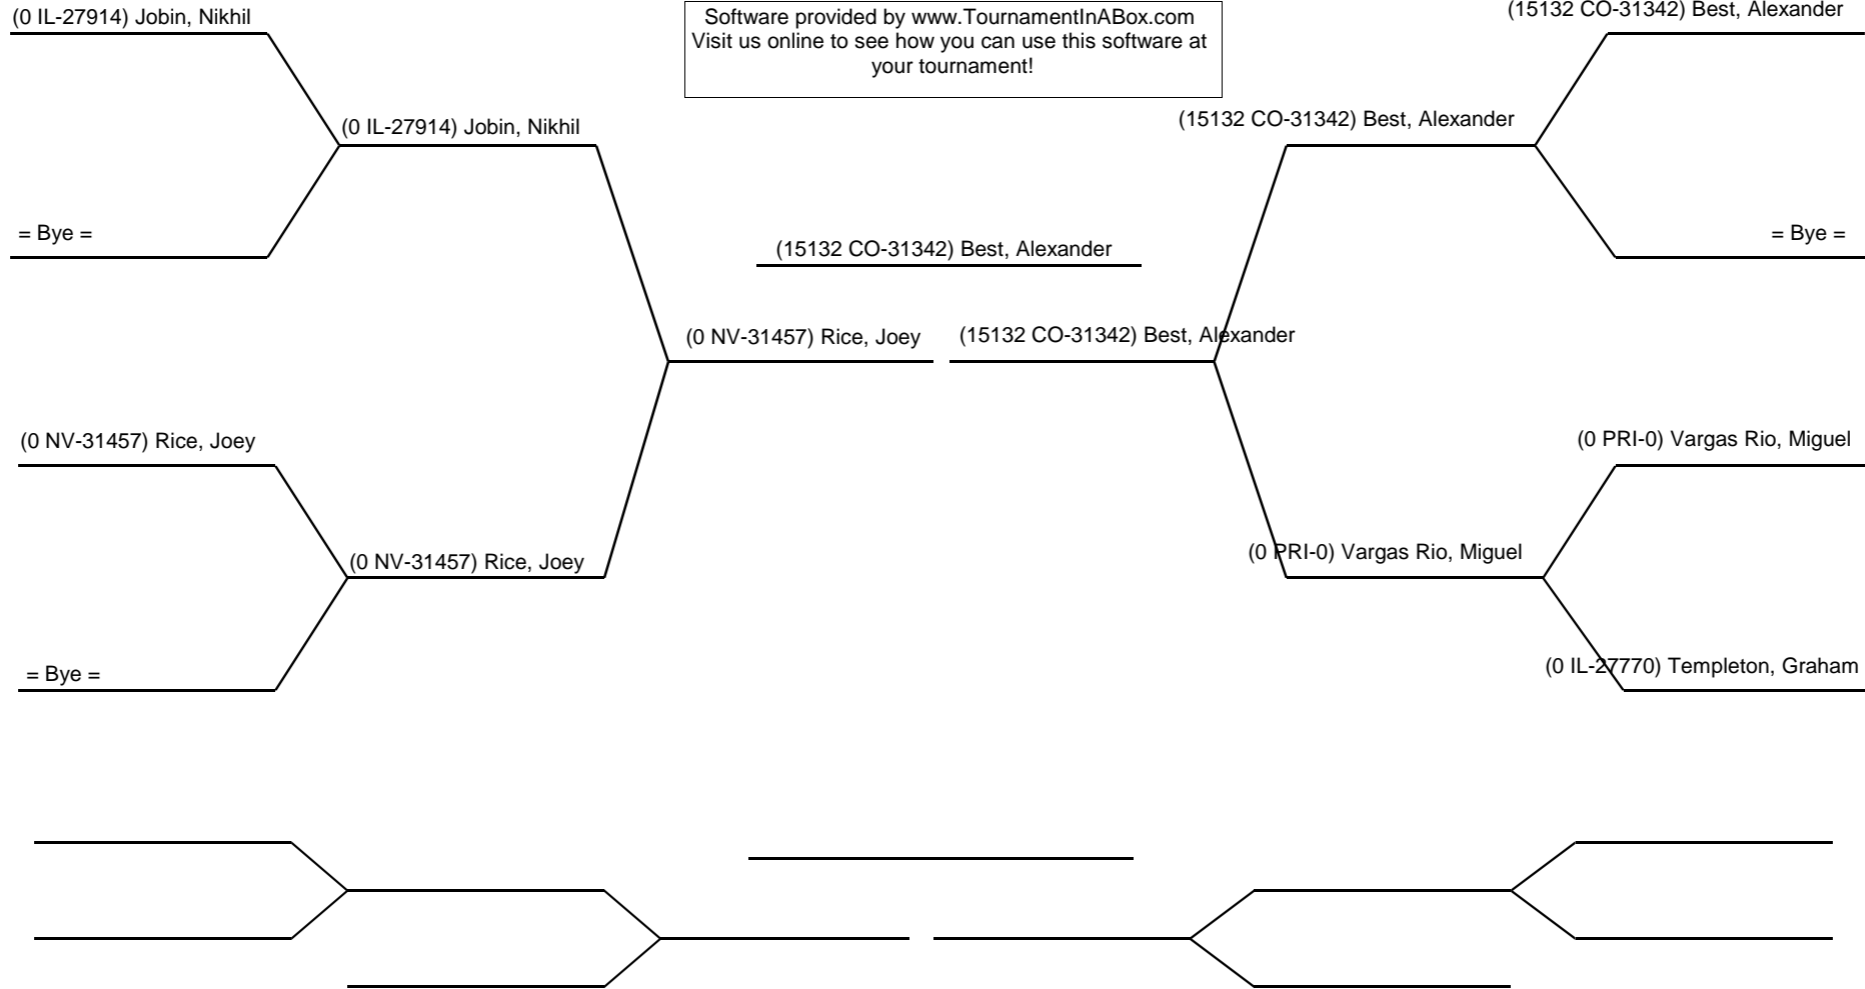 (0 IL-27914) Jobin, Nikhil
Software provided by www.TournamentInABox.com
Visit us online to see how you can use this software at
your tournament!
(15132 CO-31342) Best, Alexander
(0 IL-27914) Jobin, Nikhil
(15132 CO-31342) Best, Alexander
= Bye =
(15132 CO-31342) Best, Alexander
= Bye =
(0 NV-31457) Rice, Joey
(15132 CO-31342) Best, Alexander
(0 NV-31457) Rice, Joey
(0 PRI-0) Vargas Rio, Miguel
(0 NV-31457) Rice, Joey
(0 PRI-0) Vargas Rio, Miguel
= Bye =
(0 IL-27770) Templeton, Graham